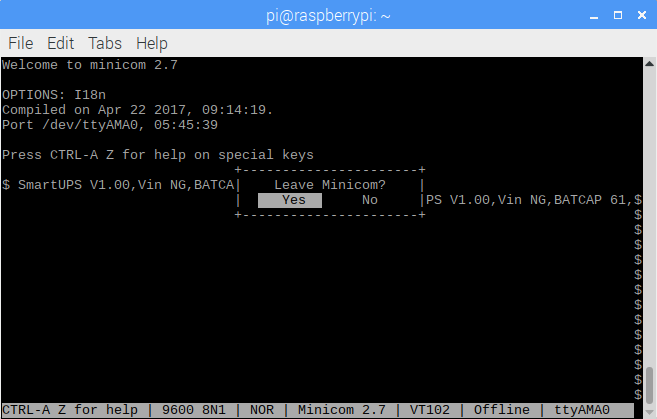 pi@raspberrypi: ~
File Edit Tabs Help
Welcome to minicom 2.7
OPTIONS: I18n
Compiled on Apr 22 2017, 09:14:19.
Port /dev/ttyAMA0, 05:45:39
Press CTRL-A Z for help on special keys
+----------------------+
$ SmartUPS V1.00,Vin NG,BATCA| Leave Minicom? |
| Yes No |PS V1.00,Vin NG,BATCAP 61,$
+----------------------+ $
$
$
$
$
$
$
$
$
$
$
$
$
CTRL-A Z for help | 9600 8N1 | NOR | Minicom 2.7 | VT102 | Offline | ttyAMA0